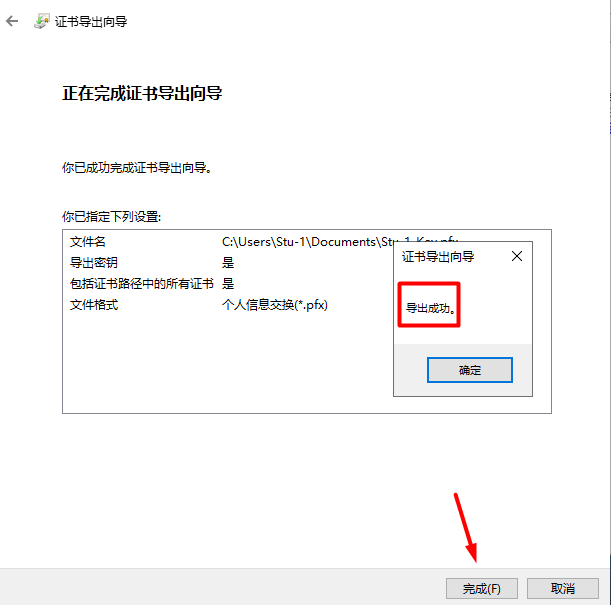 证书导出向导
正在完成证书导出向导
你已成功完成证书导出向导。
你已指定下列设置:
文件名 C:\Users\Stu-1\Documents\Stu-1_Key.pfx
导出密钥 是
包括证书路径中的所有证书 是
文件格式 个人信息交换(*.pfx)
证书导出向导
导出成功。
确定
完成(F)
取消